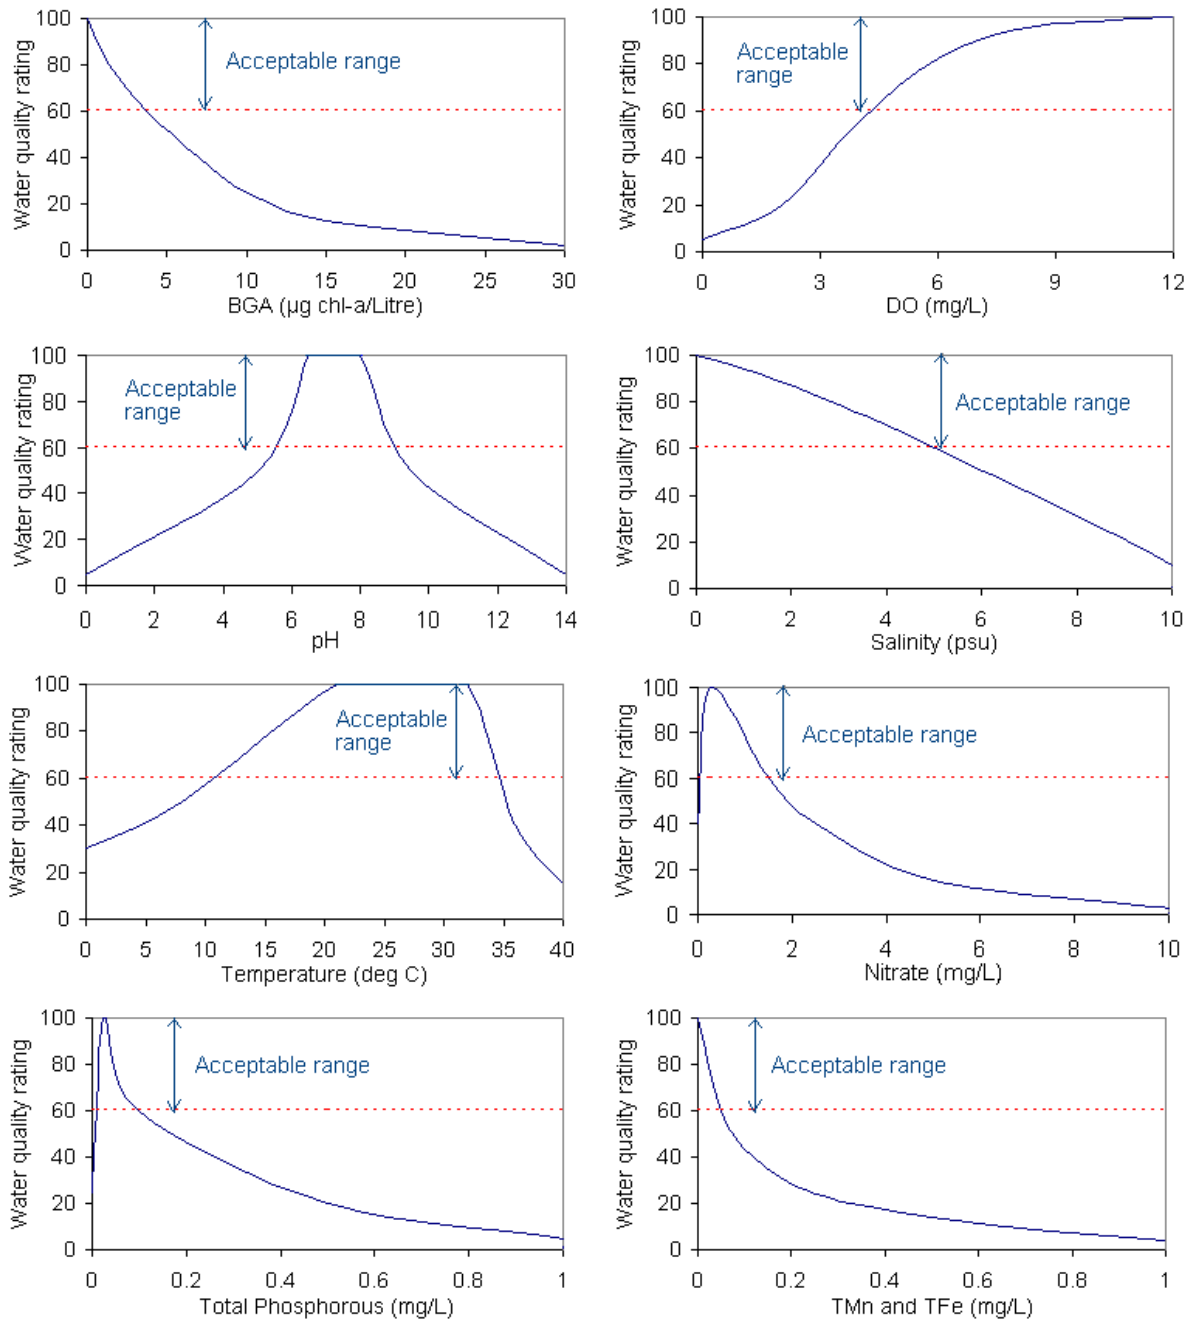 Water quality rating
100
80
60
40
20
0
Acceptable range
0 5 10 15 20 25 30
BGA (µg chl-a/Litre)
Water quality rating
100
80
60
40
20
0
Acceptable
range
0 3 6 9 12
DO (mg/L)
Water quality rating
100
80
60
40
20
0
Acceptable
range
0 2 4 6 8 10 12 14
pH
Water quality rating
100
80
60
40
20
0
Acceptable range
0 2 4 6 8 10
Salinity (psu)
Water quality rating
100
80
60
40
20
0
Acceptable
range
0 5 10 15 20 25 30 35 40
Temperature (deg C)
Water quality rating
100
80
60
40
20
0
Acceptable range
0 2 4 6 8 10
Nitrate (mg/L)
Water quality rating
100
80
60
40
20
0
Acceptable range
0 0.2 0.4 0.6 0.8 1
Total Phosphorous (mg/L)
Water quality rating
100
80
60
40
20
0
Acceptable range
0 0.2 0.4 0.6 0.8 1
TMn and TFe (mg/L)